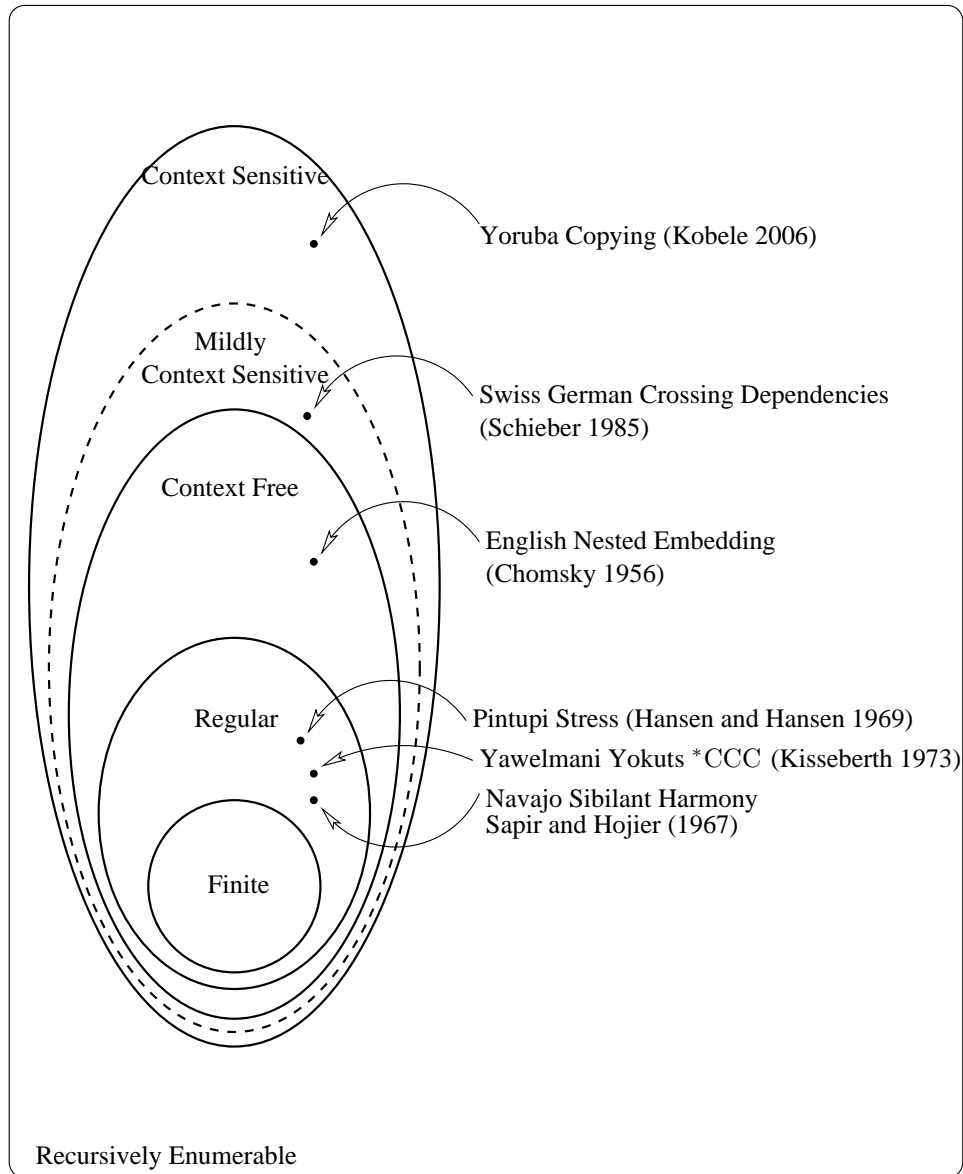 Context Sensitive
Yoruba Copying (Kobele 2006)
Mildly
Context Sensitive
Swiss German Crossing Dependencies
(Schieber 1985)
Context Free
English Nested Embedding
(Chomsky 1956)
Regular
Pintupi Stress (Hansen and Hansen 1969)
Yawelmani Yokuts *CCC (Kisseberth 1973)
Navajo Sibilant Harmony
Sapir and Hojier (1967)
Finite
Recursively Enumerable